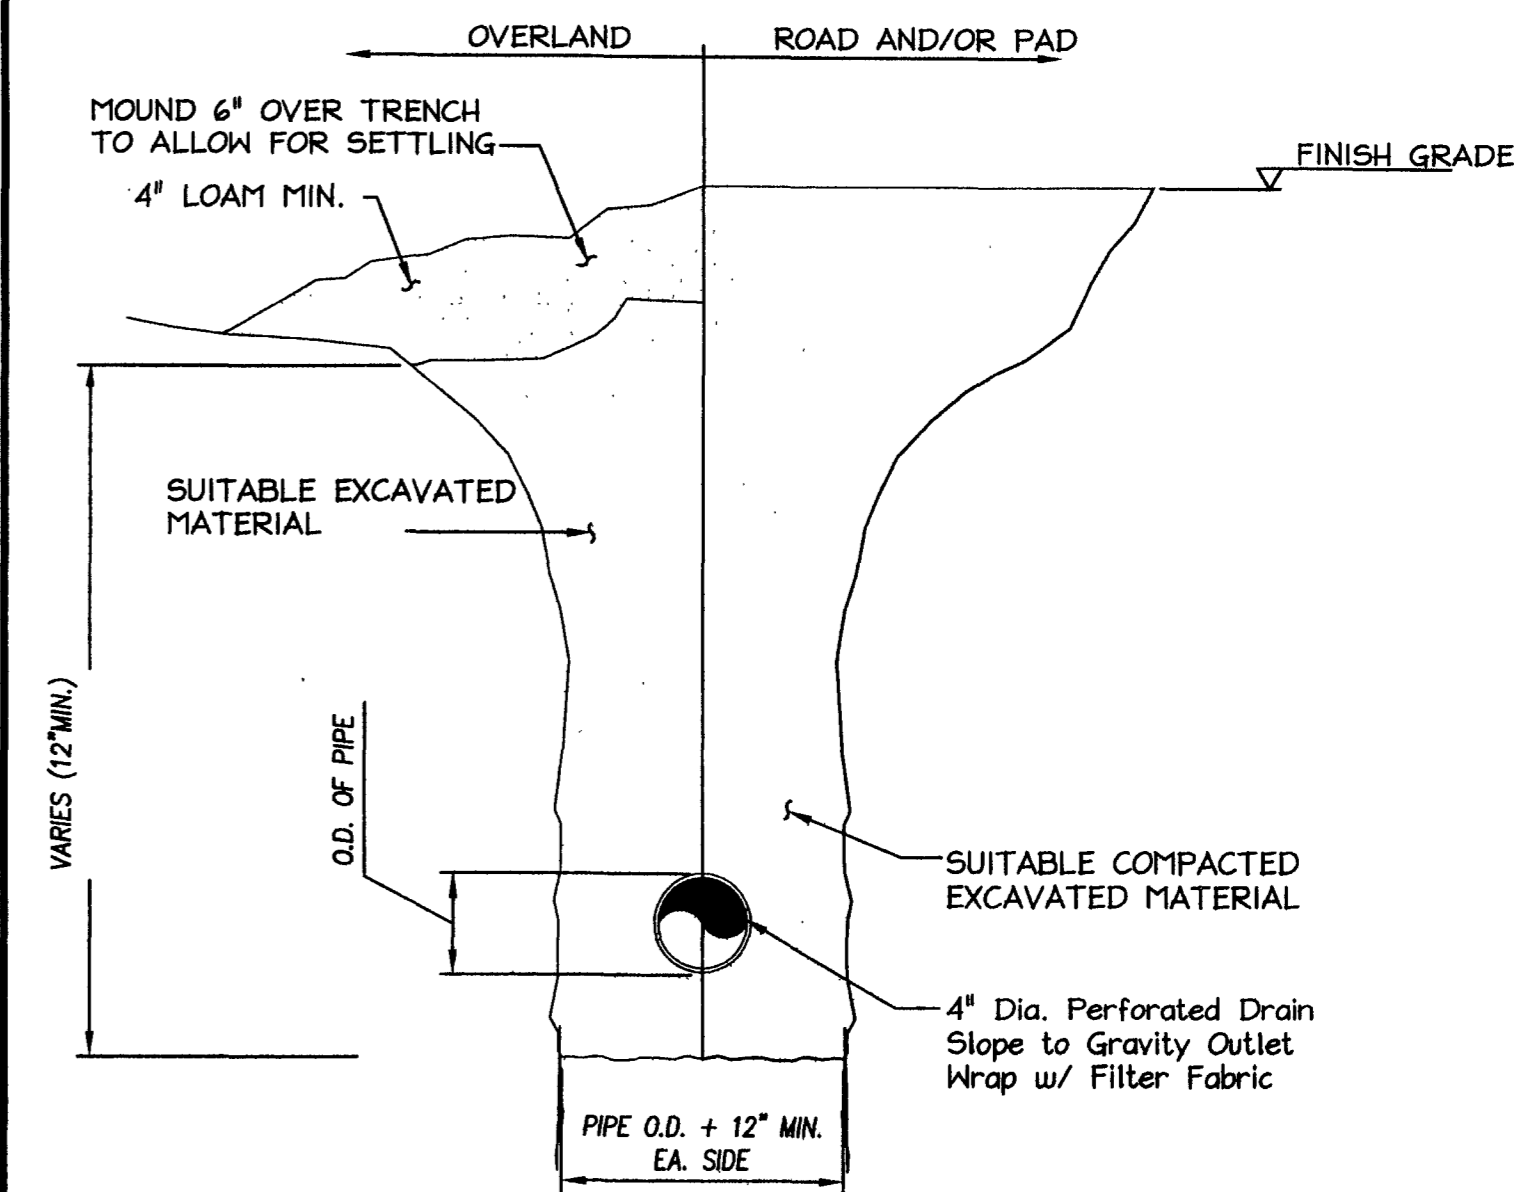 OVERLAND
ROAD AND/OR PAD
MOUND 6" OVER TRENCH
TO ALLOW FOR SETTLING
4" LOAM MIN.
FINISH GRADE
SUITABLE EXCAVATED
MATERIAL
VARIES (12"MIN.)
O.D. OF PIPE
SUITABLE COMPACTED
EXCAVATED MATERIAL
4" Dia. Perforated Drain
Slope to Gravity Outlet
Wrap w/ Filter Fabric
PIPE O.D. + 12" MIN.
EA. SIDE